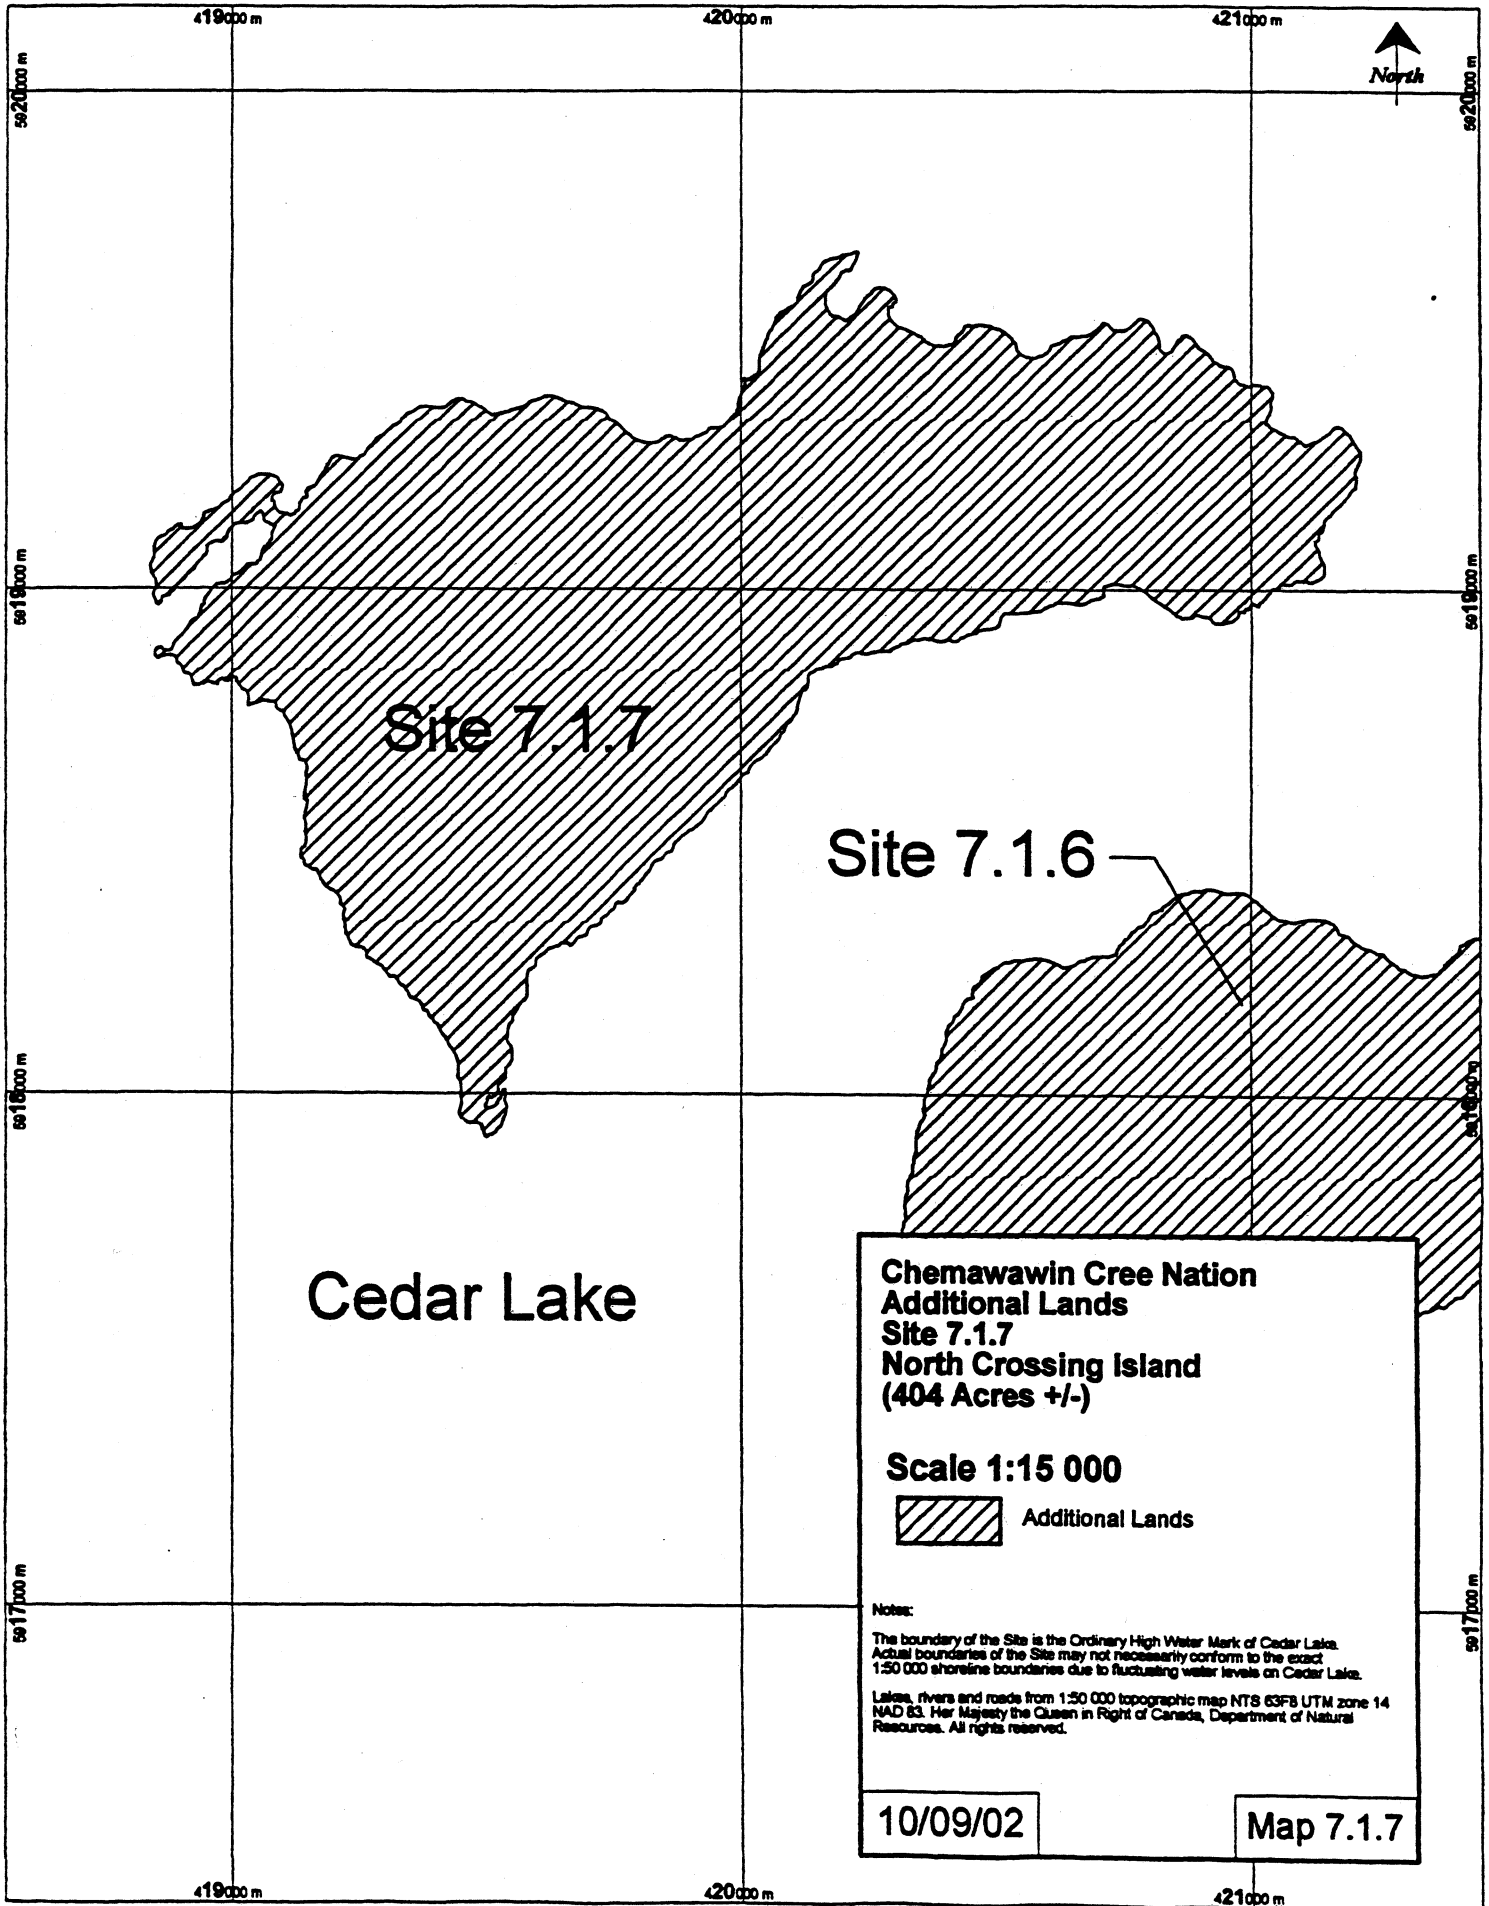 419000 m
420000 m
421000 m
North
5920000 m
5920000 m
5919000 m
5919000 m
Site 7.1.7
Site 7.1.6
5918000 m
5918000 m
Cedar Lake
Chemawawin Cree Nation
Additional Lands
Site 7.1.7
North Crossing Island
(404 Acres +/-)
Scale 1:15 000
Additional Lands
5917000 m
5917000 m
Notes:
The boundary of the Site is the Ordinary High Water Mark of Cedar Lake.
Actual boundaries of the Site may not necessarily conform to the exact
1:50 000 shoreline boundaries due to fluctuating water levels on Cedar Lake.
Lakes, rivers and roads from 1:50 000 topographic map NTS 63F8 UTM zone 14
NAD 83. Her Majesty the Queen in Right of Canada, Department of Natural
Resources. All rights reserved.
10/09/02
Map 7.1.7
419000 m
420000 m
421000 m